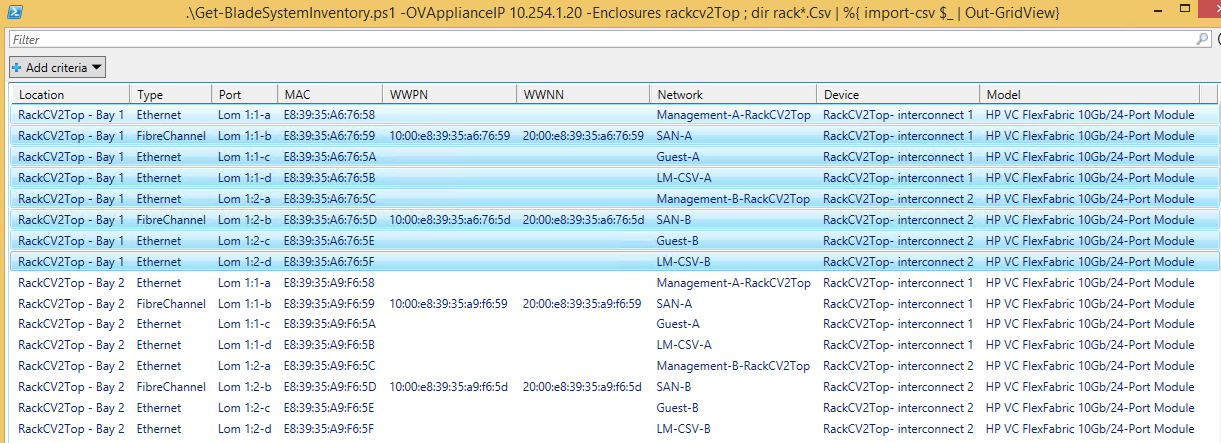 .\Get-BladeSystemInventory.ps1 -OVApplianceIP 10.254.1.20 -Enclosures rackcv2Top ; dir rack*.Csv | %{ import-csv $_ | Out-GridView}
Filter
Add criteria
Location Type Port MAC WWPN WWNN Network Device Model
RackCV2Top - Bay 1 Ethernet Lom 1:1-a E8:39:35:A6:76:58 Management-A-RackCV2Top RackCV2Top- interconnect 1 HP VC FlexFabric 10Gb/24-Port Module
RackCV2Top - Bay 1 FibreChannel Lom 1:1-b E8:39:35:A6:76:59 10:00:e8:39:35:a6:76:59 20:00:e8:39:35:a6:76:59 SAN-A RackCV2Top- interconnect 1 HP VC FlexFabric 10Gb/24-Port Module
RackCV2Top - Bay 1 Ethernet Lom 1:1-c E8:39:35:A6:76:5A Guest-A RackCV2Top- interconnect 1 HP VC FlexFabric 10Gb/24-Port Module
RackCV2Top - Bay 1 Ethernet Lom 1:1-d E8:39:35:A6:76:5B LM-CSV-A RackCV2Top- interconnect 1 HP VC FlexFabric 10Gb/24-Port Module
RackCV2Top - Bay 1 Ethernet Lom 1:2-a E8:39:35:A6:76:5C Management-B-RackCV2Top RackCV2Top- interconnect 2 HP VC FlexFabric 10Gb/24-Port Module
RackCV2Top - Bay 1 FibreChannel Lom 1:2-b E8:39:35:A6:76:5D 10:00:e8:39:35:a6:76:5d 20:00:e8:39:35:a6:76:5d SAN-B RackCV2Top- interconnect 2 HP VC FlexFabric 10Gb/24-Port Module
RackCV2Top - Bay 1 Ethernet Lom 1:2-c E8:39:35:A6:76:5E Guest-B RackCV2Top- interconnect 2 HP VC FlexFabric 10Gb/24-Port Module
RackCV2Top - Bay 1 Ethernet Lom 1:2-d E8:39:35:A6:76:5F LM-CSV-B RackCV2Top- interconnect 2 HP VC FlexFabric 10Gb/24-Port Module
RackCV2Top - Bay 2 Ethernet Lom 1:1-a E8:39:35:A9:F6:58 Management-A-RackCV2Top RackCV2Top- interconnect 1 HP VC FlexFabric 10Gb/24-Port Module
RackCV2Top - Bay 2 FibreChannel Lom 1:1-b E8:39:35:A9:F6:59 10:00:e8:39:35:a9:f6:59 20:00:e8:39:35:a9:f6:59 SAN-A RackCV2Top- interconnect 1 HP VC FlexFabric 10Gb/24-Port Module
RackCV2Top - Bay 2 Ethernet Lom 1:1-c E8:39:35:A9:F6:5A Guest-A RackCV2Top- interconnect 1 HP VC FlexFabric 10Gb/24-Port Module
RackCV2Top - Bay 2 Ethernet Lom 1:1-d E8:39:35:A9:F6:5B LM-CSV-A RackCV2Top- interconnect 1 HP VC FlexFabric 10Gb/24-Port Module
RackCV2Top - Bay 2 Ethernet Lom 1:2-a E8:39:35:A9:F6:5C Management-B-RackCV2Top RackCV2Top- interconnect 2 HP VC FlexFabric 10Gb/24-Port Module
RackCV2Top - Bay 2 FibreChannel Lom 1:2-b E8:39:35:A9:F6:5D 10:00:e8:39:35:a9:f6:5d 20:00:e8:39:35:a9:f6:5d SAN-B RackCV2Top- interconnect 2 HP VC FlexFabric 10Gb/24-Port Module
RackCV2Top - Bay 2 Ethernet Lom 1:2-c E8:39:35:A9:F6:5E Guest-B RackCV2Top- interconnect 2 HP VC FlexFabric 10Gb/24-Port Module
RackCV2Top - Bay 2 Ethernet Lom 1:2-d E8:39:35:A9:F6:5F LM-CSV-B RackCV2Top- interconnect 2 HP VC FlexFabric 10Gb/24-Port Module